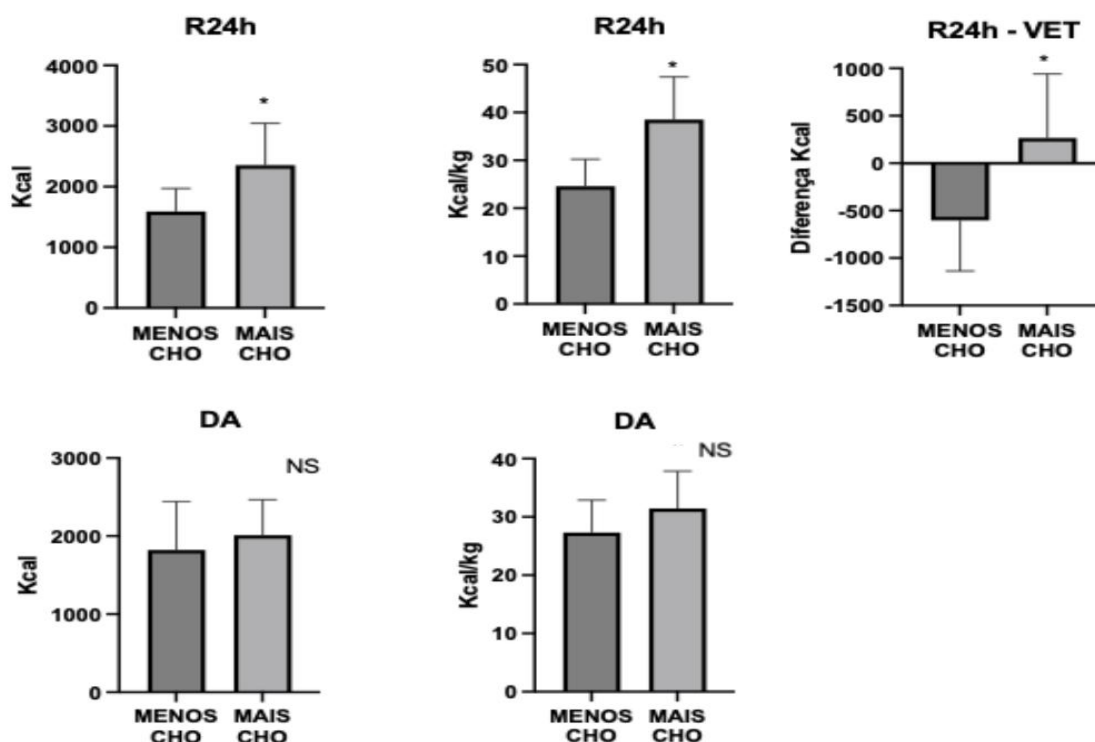 R24h
4000
3000
2000
1000
0
Kcal
*
MENOS CHO
MAIS CHO
R24h
50
40
30
20
10
0
Kcal/kg
*
MENOS CHO
MAIS CHO
R24h - VET
1000
500
0
-500
-1000
-1500
Diferença Kcal
*
MENOS CHO
MAIS CHO
DA
3000
2000
1000
0
Kcal
NS
MENOS CHO
MAIS CHO
DA
40
30
20
10
0
Kcal/kg
NS
MENOS CHO
MAIS CHO